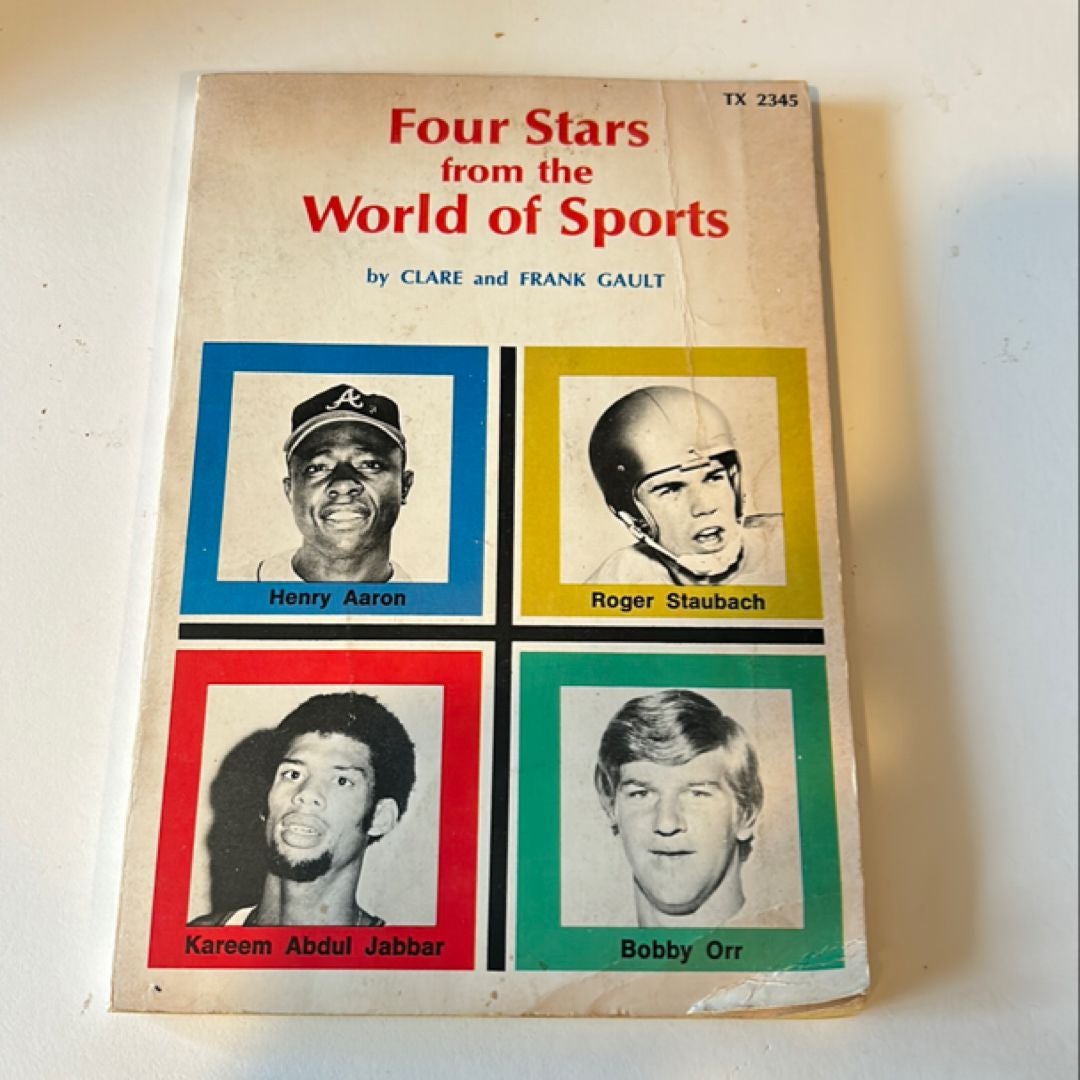 TX 2345
Four Stars
from the
World of Sports
by CLARE and FRANK GAULT
A
Henry Aaron
Roger Staubach
Kareem Abdul Jabbar
Bobby Orr